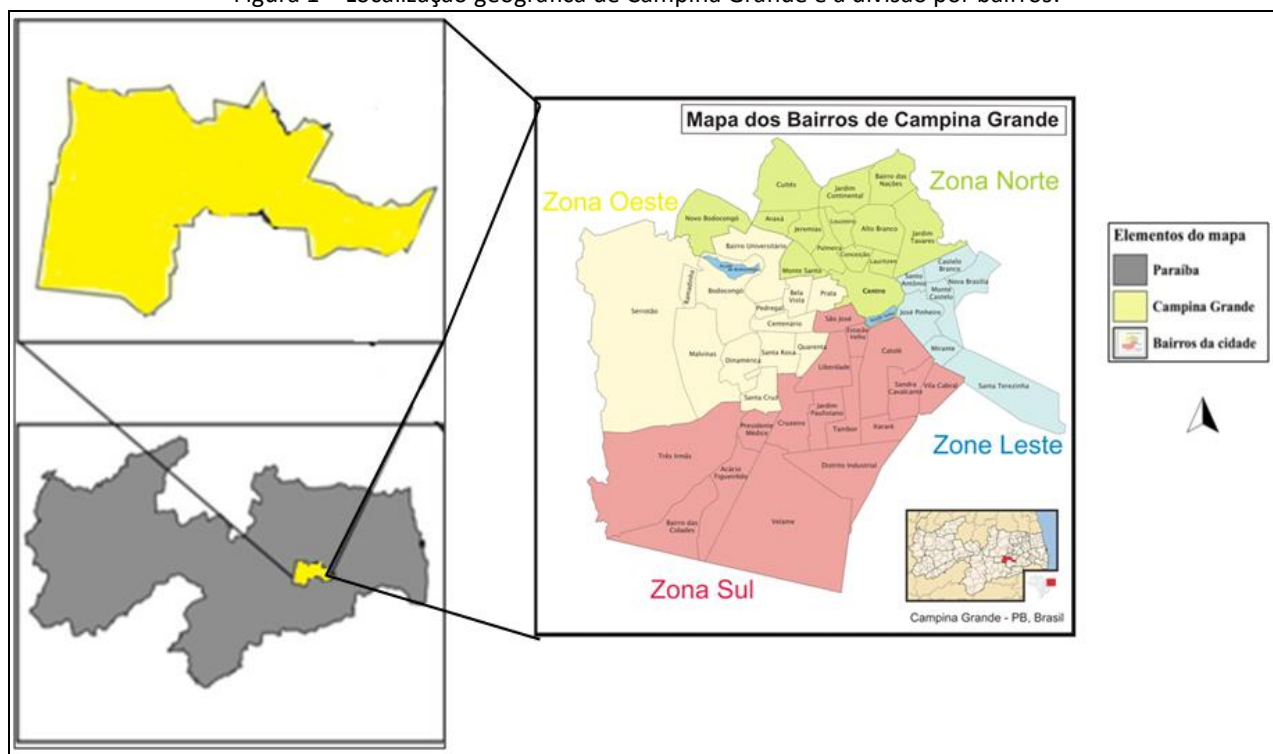 Figura 1 – Localização geográfica de Campina Grande e a divisão por bairros.
Mapa dos Bairros de Campina Grande
Zona Oeste
Zona Norte
Cuités
Bairro das
Nações
Jardim
Continental
Novo Bodocongó
Araxá
Jeremias
Louzeiro
Alto Branco
Jardim
Tavares
Palmeira
Conceição
Lauritzen
Monte Santo
Centro
Bairro Universitário
Ramadinha
Bodocongó
Serrotão
Bela
Vista
Prata
Pedregal
Centenário
Malvinas
Dinamérica
Santa Rosa
Quarenta
Santa Cruz
Castelo
Branco
Santo
Antônio
Nova Brasília
Monte
Castelo
José Pinheiro
Mirante
Santa Terezinha
São José
Estação
Velha
Catolé
Liberdade
Sandra
Cavalcante
Vila Cabral
Jardim
Paulistano
Presidente
Médice
Cruzeiro
Tambor
Itararé
Três Irmãs
Acácio
Figueiredo
Distrito Industrial
Bairro das
Cidades
Velame
Zone Leste
Zona Sul
Campina Grande - PB, Brasil
Elementos do mapa
Paraíba
Campina Grande
Bairros da cidade